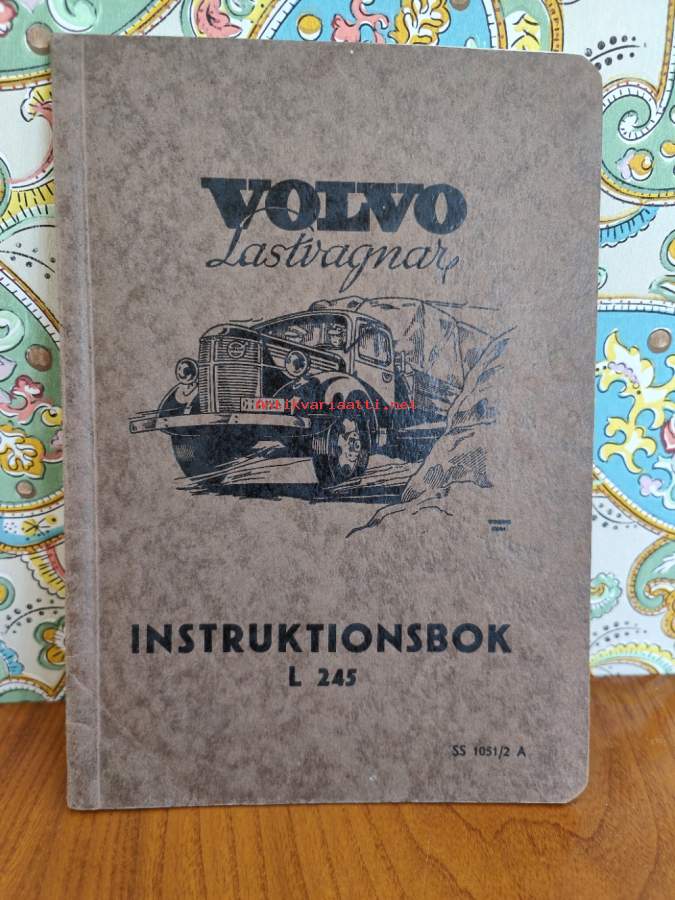 VOLVO
Lastvagnar
Antikvariaatti.net
INSTRUKTIONSBOK
L 245
SS 1051/2 A